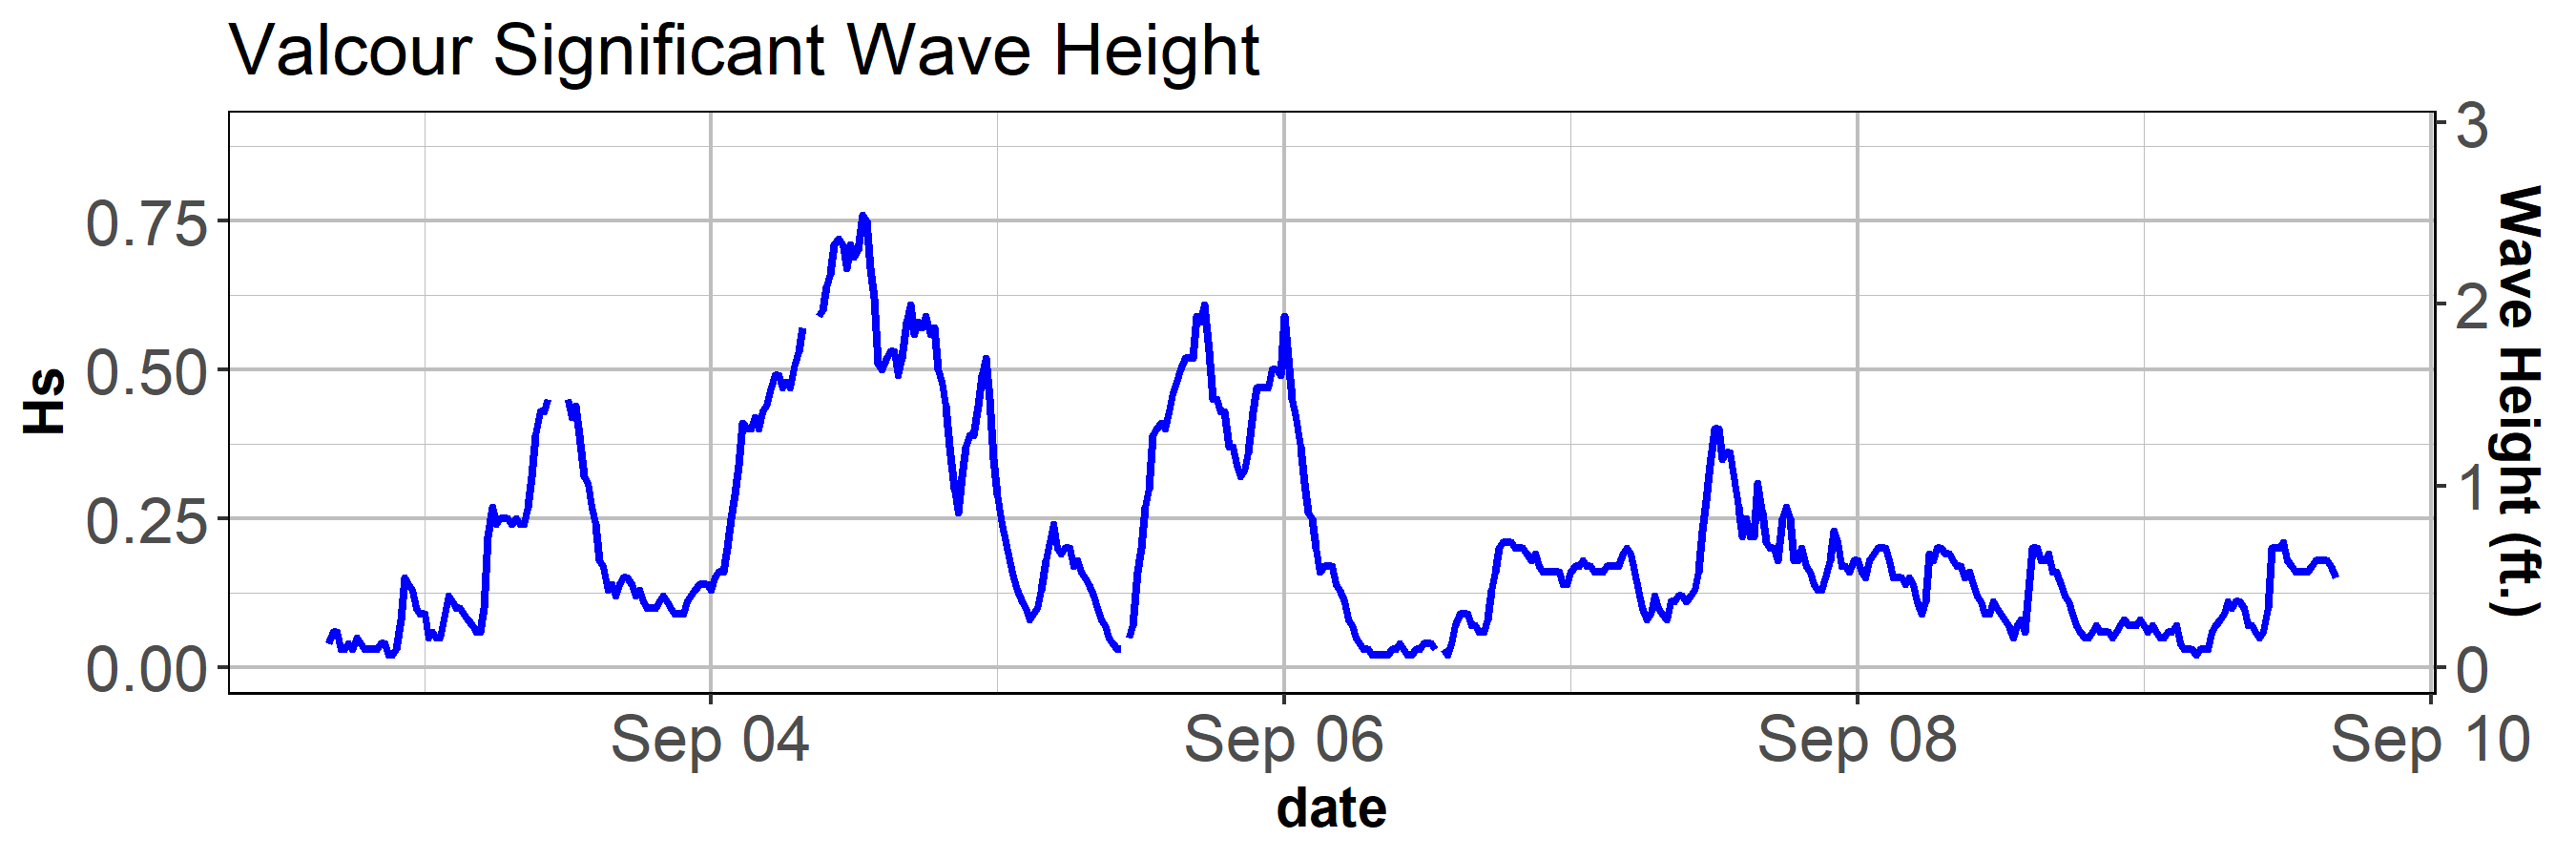 Valcour Significant Wave Height
Hs
0.75
0.50
0.25
0.00
3
2
1
0
Wave Height (ft.)
Sep 04
Sep 06
Sep 08
Sep 10
date